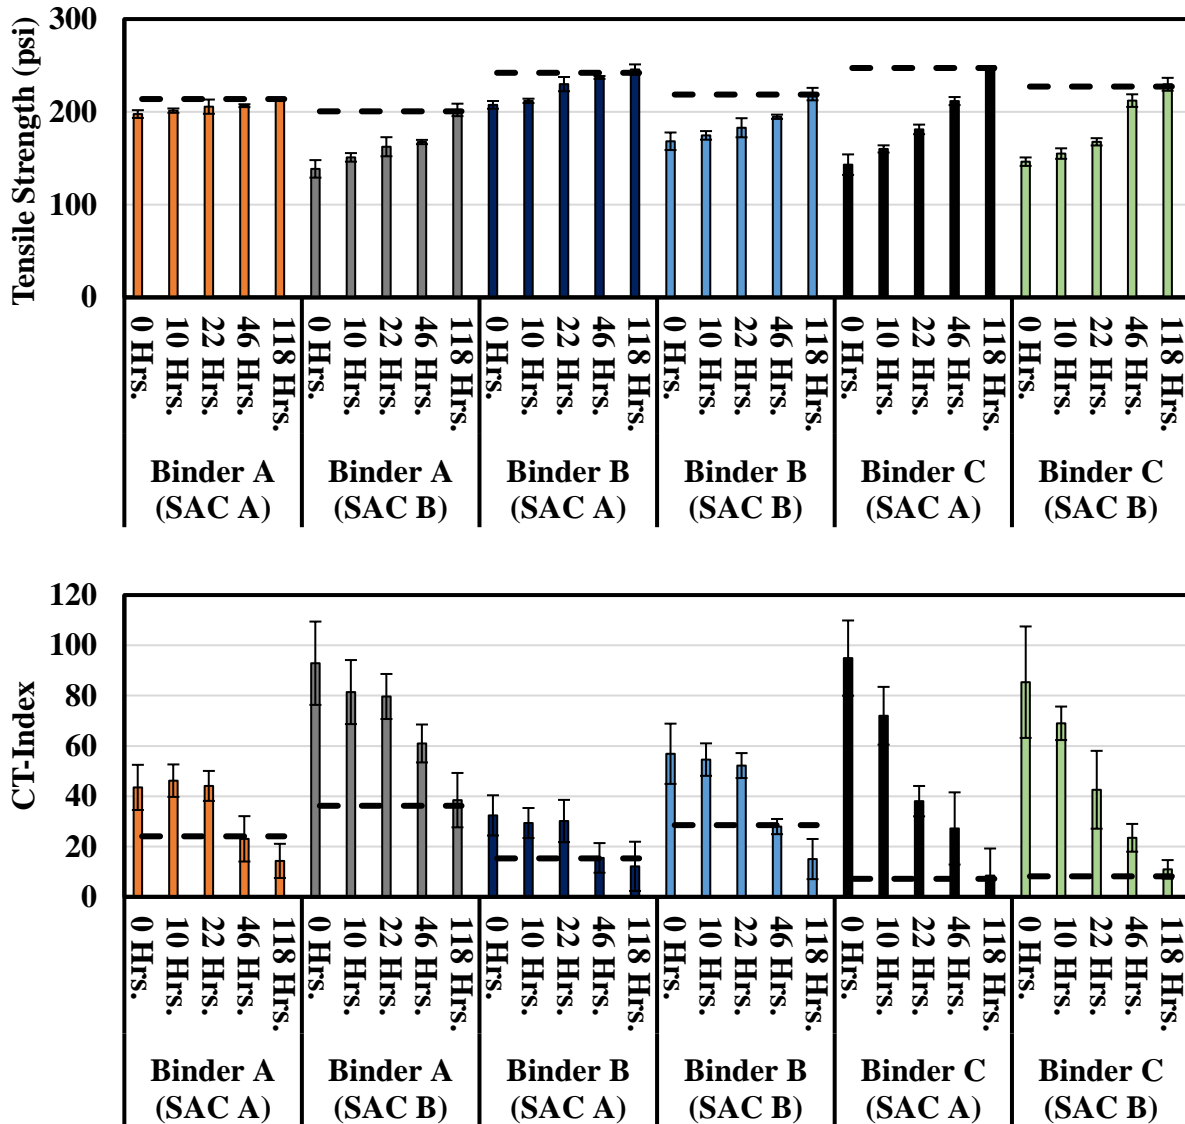 Tensile Strength (psi)
300
200
100
0
0 Hrs.
10 Hrs.
22 Hrs.
46 Hrs.
118 Hrs.
0 Hrs.
10 Hrs.
22 Hrs.
46 Hrs.
118 Hrs.
0 Hrs.
10 Hrs.
22 Hrs.
46 Hrs.
118 Hrs.
0 Hrs.
10 Hrs.
22 Hrs.
46 Hrs.
118 Hrs.
0 Hrs.
10 Hrs.
22 Hrs.
46 Hrs.
118 Hrs.
0 Hrs.
10 Hrs.
22 Hrs.
46 Hrs.
118 Hrs.
Binder A
(SAC A)
Binder A
(SAC B)
Binder B
(SAC A)
Binder B
(SAC B)
Binder C
(SAC A)
Binder C
(SAC B)
CT-Index
120
100
80
60
40
20
0
0 Hrs.
10 Hrs.
22 Hrs.
46 Hrs.
118 Hrs.
0 Hrs.
10 Hrs.
22 Hrs.
46 Hrs.
118 Hrs.
0 Hrs.
10 Hrs.
22 Hrs.
46 Hrs.
118 Hrs.
0 Hrs.
10 Hrs.
22 Hrs.
46 Hrs.
118 Hrs.
0 Hrs.
10 Hrs.
22 Hrs.
46 Hrs.
118 Hrs.
0 Hrs.
10 Hrs.
22 Hrs.
46 Hrs.
118 Hrs.
Binder A
(SAC A)
Binder A
(SAC B)
Binder B
(SAC A)
Binder B
(SAC B)
Binder C
(SAC A)
Binder C
(SAC B)